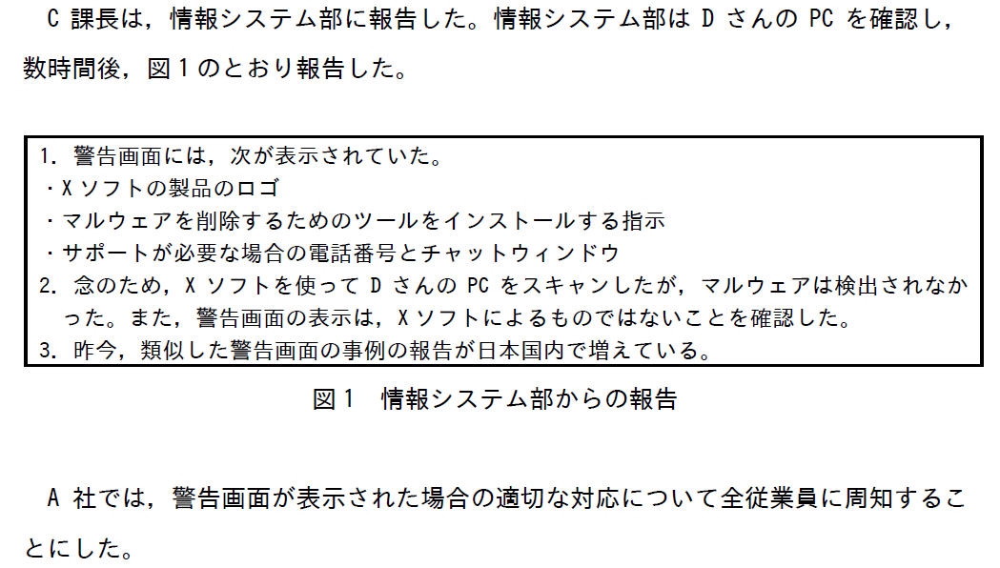 C 課長は，情報システム部に報告した。情報システム部は D さんの PC を確認し，
数時間後，図 1 のとおり報告した。
1. 警告画面には，次が表示されていた。
・X ソフトの製品のロゴ
・マルウェアを削除するためのツールをインストールする指示
・サポートが必要な場合の電話番号とチャットウィンドウ
2. 念のため，X ソフトを使って D さんの PC をスキャンしたが，マルウェアは検出されなか
った。また，警告画面の表示は，X ソフトによるものではないことを確認した。
3. 昨今，類似した警告画面の事例の報告が日本国内で増えている。
図 1　情報システム部からの報告
A 社では，警告画面が表示された場合の適切な対応について全従業員に周知するこ
とにした。